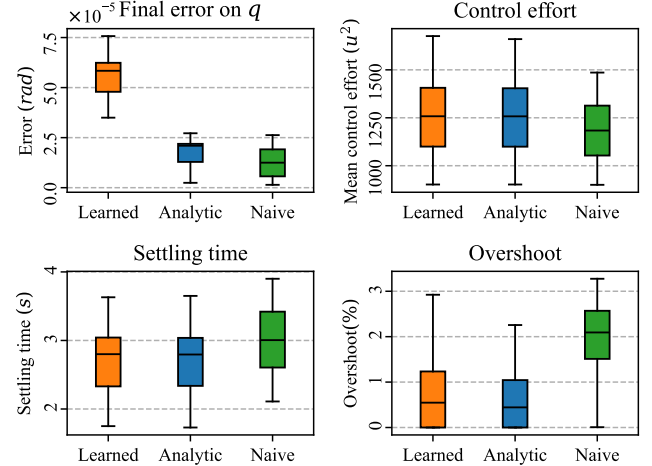 Final error on q
×10⁻⁵
Error (rad)
7.5
5.0
2.5
0.0
Learned Analytic Naive
Control effort
Mean control effort (u²)
1500
1250
1000
Learned Analytic Naive
Settling time
Settling time (s)
4
3
2
Learned Analytic Naive
Overshoot
Overshoot(%)
3
2
1
0
Learned Analytic Naive